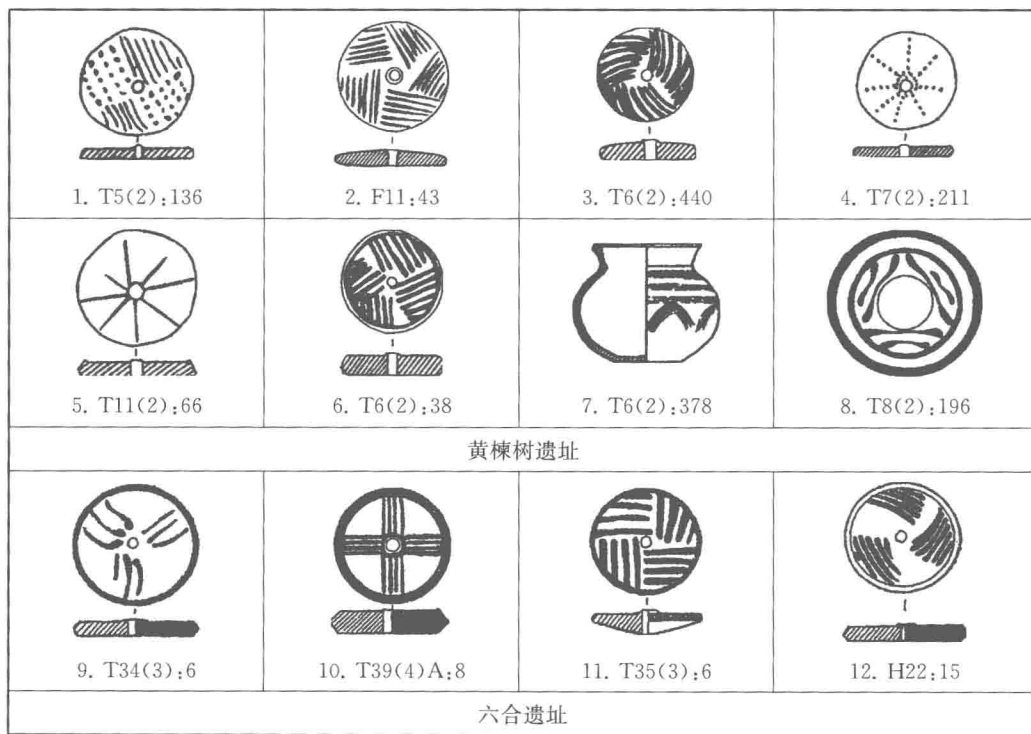 1. T5(2):136
2. F11:43
3. T6(2):440
4. T7(2):211
5. T11(2):66
6. T6(2):38
7. T6(2):378
8. T8(2):196
黄楝树遗址
9. T34(3):6
10. T39(4)A:8
11. T35(3):6
12. H22:15
六合遗址